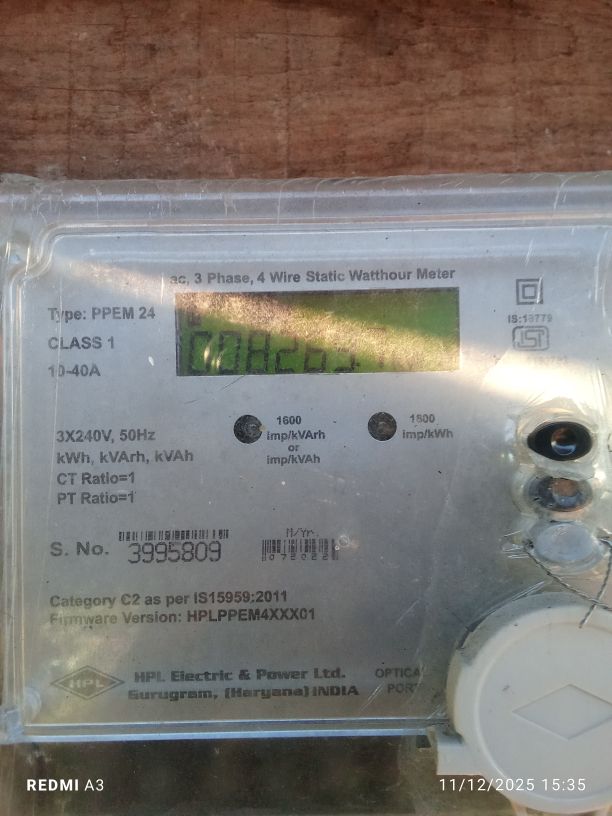 ac, 3 Phase, 4 Wire Static Watthour Meter
Type: PPEM 24
CLASS 1
10-40A
IS:13779
ISI
3X240V, 50Hz
kWh, kVArh, kVAh
CT Ratio=1
PT Ratio=1
1600
imp/kVArh
or
imp/kVAh
1600
imp/kWh
S. No. 3995809
M/Yr.
072022
Category C2 as per IS15959:2011
Firmware Version: HPLPPEM4XXX01
HPL
HPL Electric & Power Ltd.
Gurugram, (Haryana) INDIA
OPTICAL
PORT
REDMI A3
11/12/2025 15:35